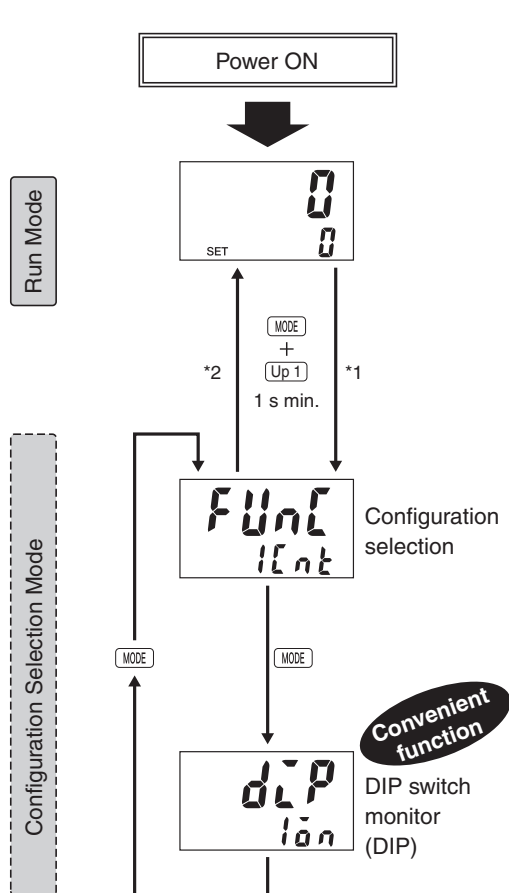 Power ON
Run Mode
0
SET
0
MODE
+
Up 1
1 s min.
*2
*1
Configuration Selection Mode
FUnC
1Cnt
Configuration
selection
MODE
MODE
Convenient
function
diP
1on
DIP switch
monitor
(DIP)